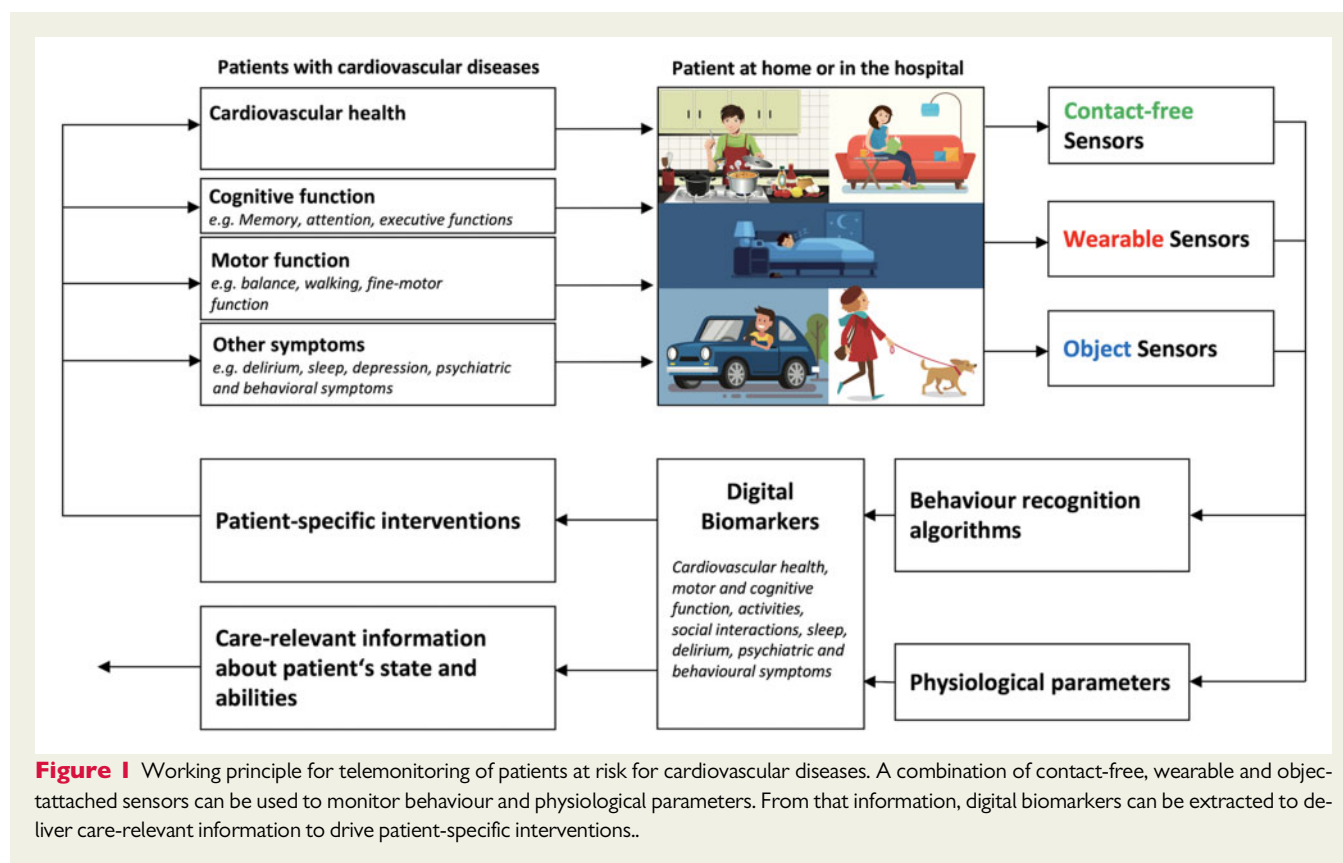 Patients with cardiovascular diseases
Patient at home or in the hospital
Cardiovascular health
Cognitive function
e.g. Memory, attention, executive functions
Motor function
e.g. balance, walking, fine-motor
function
Other symptoms
e.g. delirium, sleep, depression, psychiatric
and behavioral symptoms
Contact-free
Sensors
Wearable Sensors
Object Sensors
Patient-specific interventions
Care-relevant information
about patient‘s state and
abilities
Digital
Biomarkers
Cardiovascular health,
motor and cognitive
function, activities,
social interactions, sleep,
delirium, psychiatric and
behavioural symptoms
Behaviour recognition
algorithms
Physiological parameters
Figure 1 Working principle for telemonitoring of patients at risk for cardiovascular diseases. A combination of contact-free, wearable and objec-
tattached sensors can be used to monitor behaviour and physiological parameters. From that information, digital biomarkers can be extracted to de-
liver care-relevant information to drive patient-specific interventions..